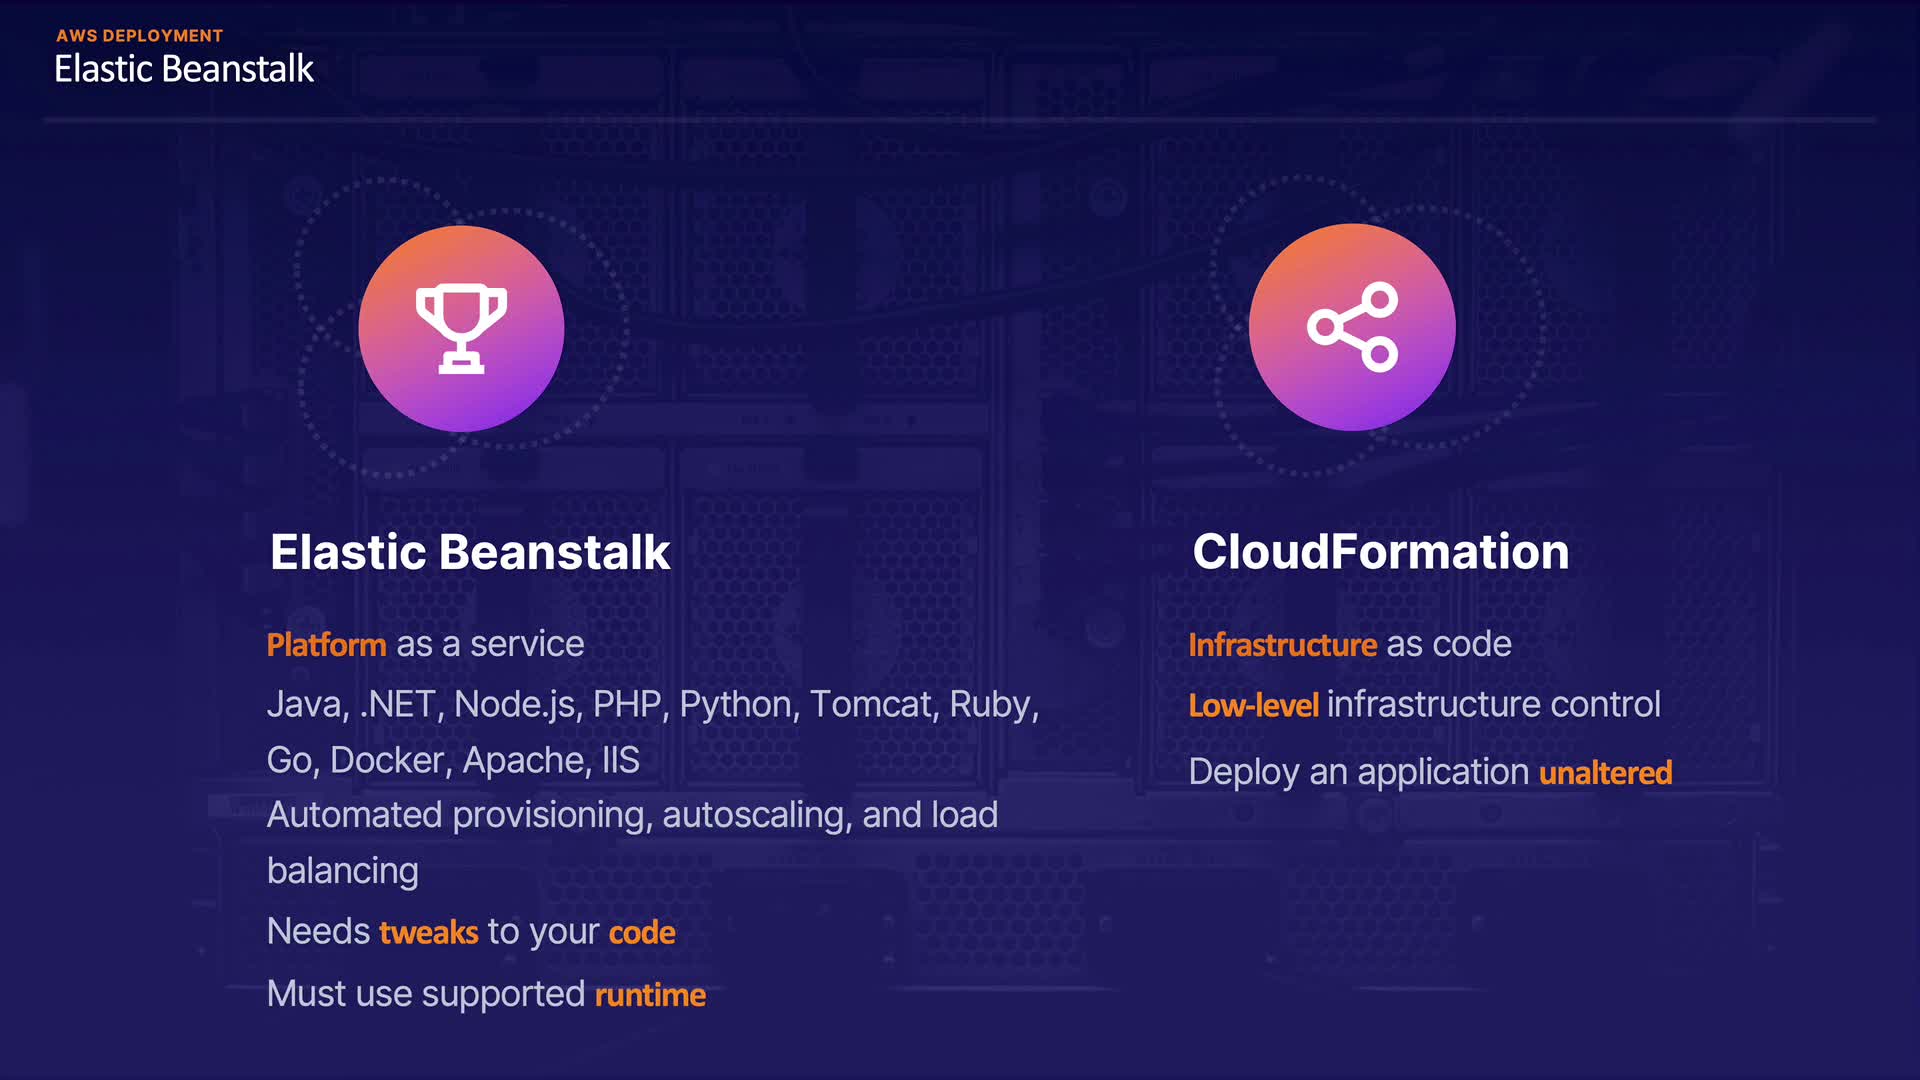 AWS DEPLOYMENT
Elastic Beanstalk
Elastic Beanstalk
Platform as a service
Java, .NET, Node.js, PHP, Python, Tomcat, Ruby,
Go, Docker, Apache, IIS
Automated provisioning, autoscaling, and load
balancing
Needs tweaks to your code
Must use supported runtime
CloudFormation
Infrastructure as code
Low-level infrastructure control
Deploy an application unaltered